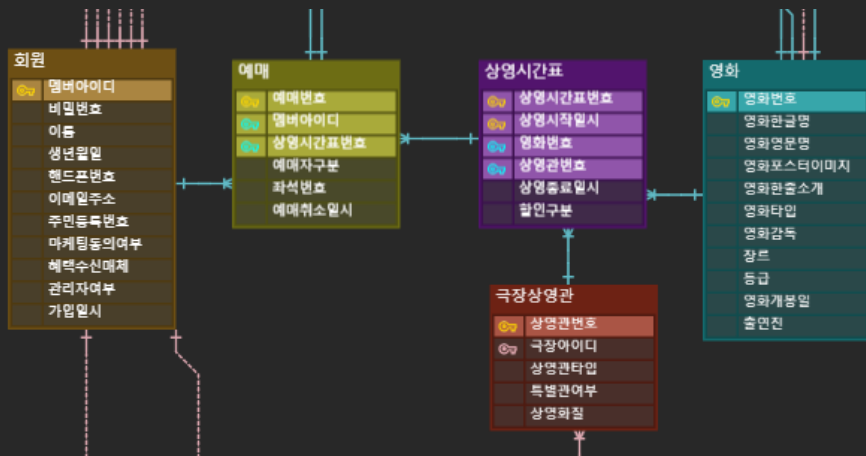 회원
멤버아이디
비밀번호
이름
생년월일
핸드폰번호
이메일주소
주민등록번호
마케팅동의여부
혜택수신매체
관리자여부
가입일시
예매
예매번호
멤버아이디
상영시간표번호
예매자구분
좌석번호
예매취소일시
상영시간표
상영시간표번호
상영시작일시
영화번호
상영관번호
상영종료일시
할인구분
극장상영관
상영관번호
극장아이디
상영관타입
특별관여부
상영화질
영화
영화번호
영화한글명
영화영문명
영화포스터이미지
영화한줄소개
영화타입
영화감독
장르
등급
영화개봉일
출연진